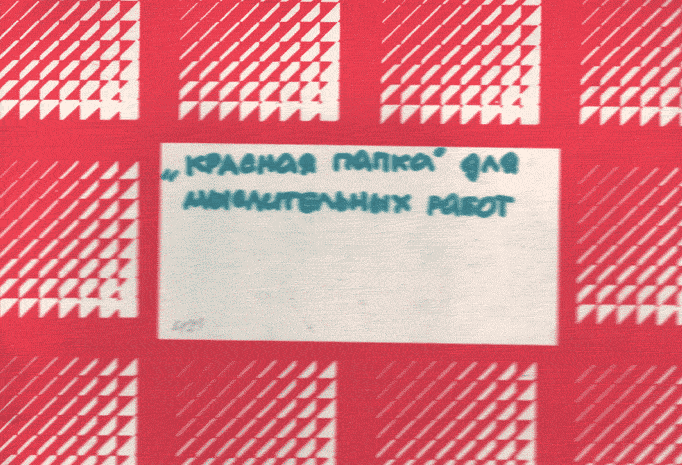 „красная папка" для
мыслительных работ